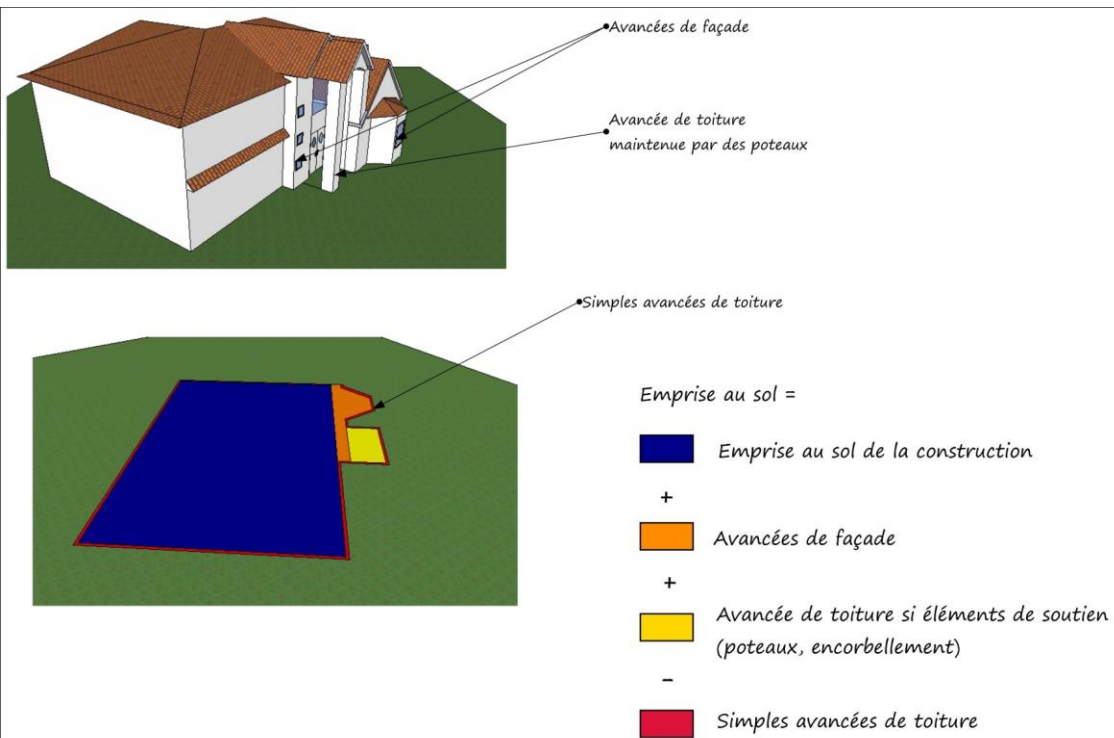 Avancées de façade
Avancée de toiture
maintenue par des poteaux
Simples avancées de toiture
Emprise au sol =
Emprise au sol de la construction
+
Avancées de façade
+
Avancée de toiture si éléments de soutien
(poteaux, encorbellement)
-
Simples avancées de toiture